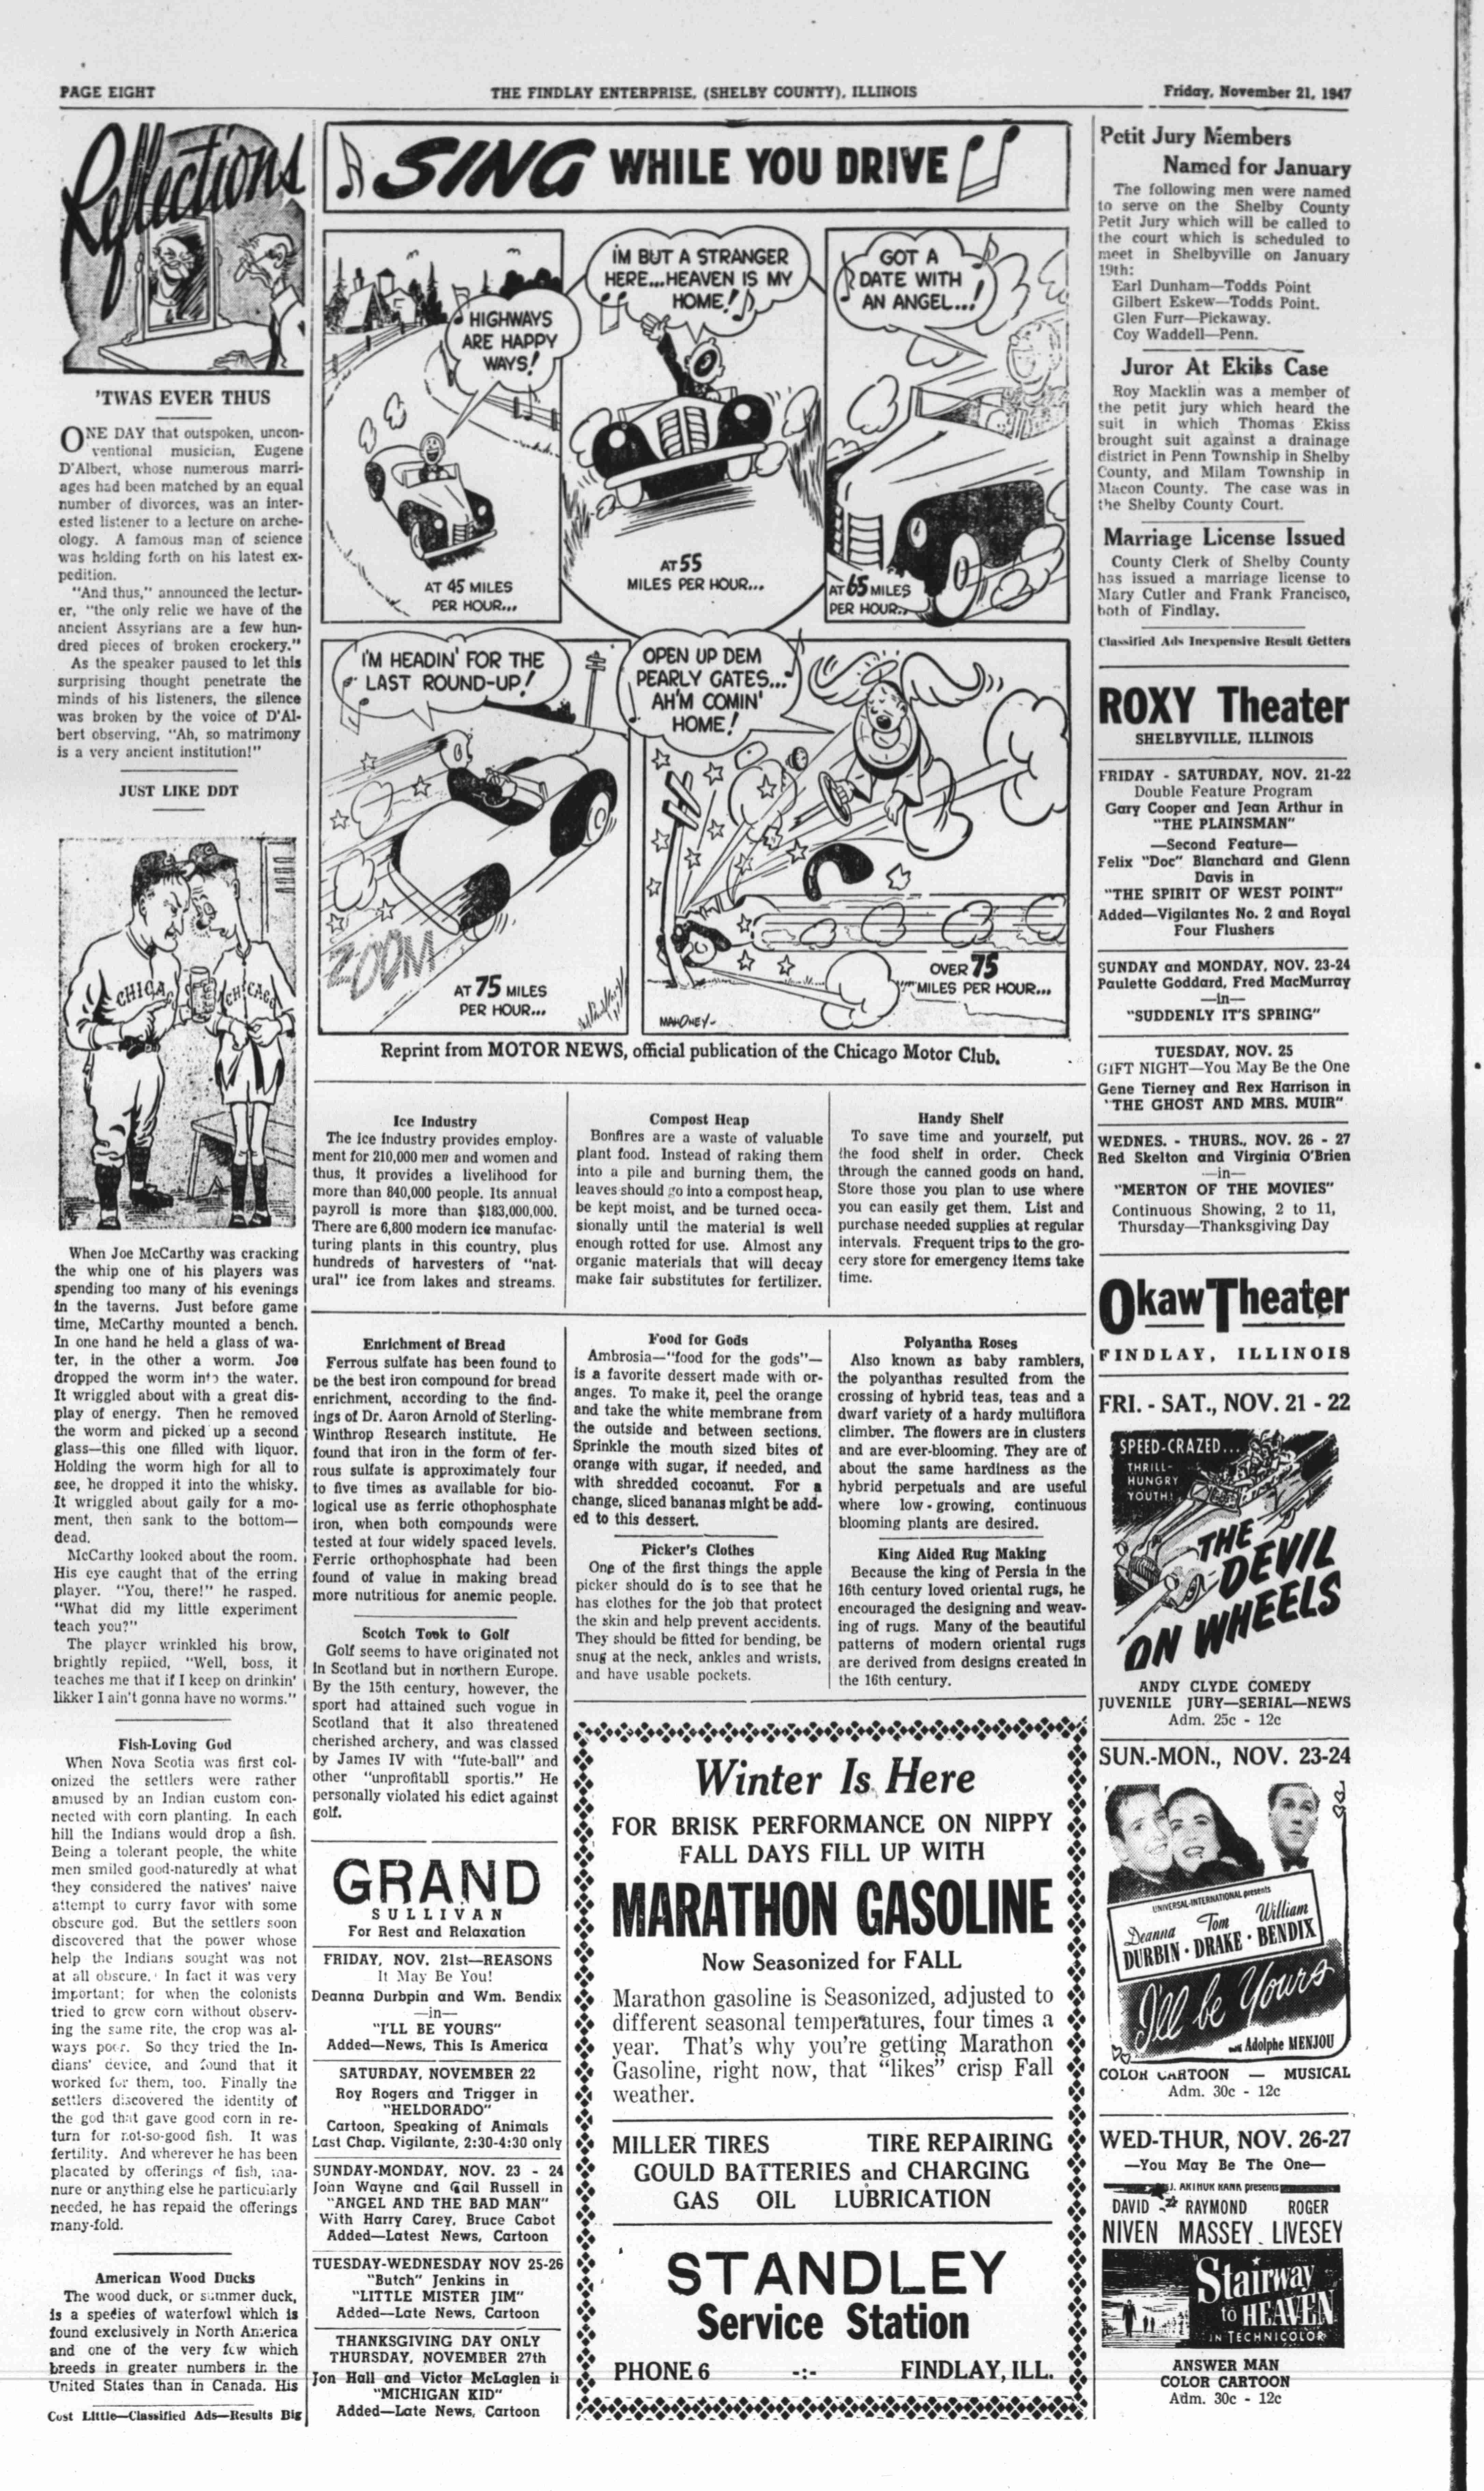 PAGE EIGHT
THE FINDLAY ENTERPRISE, (SHELBY COUNTY), ILLINOIS
Friday, November 21, 1947
Reflections
'TWAS EVER THUS
ONE DAY that outspoken, uncon-
ventional musician, Eugene
D'Albert, whose numerous marri-
ages had been matched by an equal
number of divorces, was an inter-
ested listener to a lecture on arche-
ology. A famous man of science
was holding forth on his latest ex-
pedition.
"And thus," announced the lectur-
er, "the only relic we have of the
ancient Assyrians are a few hun-
dred pieces of broken crockery."
As the speaker paused to let this
surprising thought penetrate the
minds of his listeners, the silence
was broken by the voice of D'Al-
bert observing, "Ah, so matrimony
is a very ancient institution!"
JUST LIKE DDT
CHICAG
CHICAGO
When Joe McCarthy was cracking
the whip one of his players was
spending too many of his evenings
in the taverns. Just before game
time, McCarthy mounted a bench.
In one hand he held a glass of wa-
ter, in the other a worm. Joe
dropped the worm into the water.
It wriggled about with a great dis-
play of energy. Then he removed
the worm and picked up a second
glass—this one filled with liquor.
Holding the worm high for all to
see, he dropped it into the whisky.
It wriggled about gaily for a mo-
ment, then sank to the bottom—
dead.
McCarthy looked about the room.
His eye caught that of the erring
player. "You, there!" he rasped.
"What did my little experiment
teach you?"
The player wrinkled his brow,
brightly replied, "Well, boss, it
teaches me that if I keep on drinkin'
likker I ain't gonna have no worms."
Fish-Loving God
When Nova Scotia was first col-
onized the settlers were rather
amused by an Indian custom con-
nected with corn planting. In each
hill the Indians would drop a fish.
Being a tolerant people, the white
men smiled good-naturedly at what
they considered the natives' naive
attempt to curry favor with some
obscure god. But the settlers soon
discovered that the power whose
help the Indians sought was not
at all obscure. In fact it was very
important; for when the colonists
tried to grow corn without observ-
ing the same rite, the crop was al-
ways poor. So they tried the In-
dians' device, and found that it
worked for them, too. Finally the
settlers discovered the identity of
the god that gave good corn in re-
turn for not-so-good fish. It was
fertility. And wherever he has been
placated by offerings of fish, ma-
nure or anything else he particularly
needed, he has repaid the offerings
many-fold.
American Wood Ducks
The wood duck, or summer duck,
is a species of waterfowl which is
found exclusively in North America
and one of the very few which
breeds in greater numbers in the
United States than in Canada. His
Cost Little—Classified Ads—Results Big
SING WHILE YOU DRIVE
HIGHWAYS
ARE HAPPY
WAYS!
AT 45 MILES
PER HOUR...
I'M BUT A STRANGER
HERE...HEAVEN IS MY
HOME!
AT 55
MILES PER HOUR...
GOT A
DATE WITH
AN ANGEL...!
AT 65 MILES
PER HOUR..
I'M HEADIN' FOR THE
LAST ROUND-UP!
ZOOM
AT 75 MILES
PER HOUR...
OPEN UP DEM
PEARLY GATES...
AH'M COMIN'
HOME!
OVER 75
MILES PER HOUR...
MAHONEY-
Reprint from MOTOR NEWS, official publication of the Chicago Motor Club.
Ice Industry
The ice industry provides employ-
ment for 210,000 men and women and
thus, it provides a livelihood for
more than 840,000 people. Its annual
payroll is more than $183,000,000.
There are 6,800 modern ice manufac-
turing plants in this country, plus
hundreds of harvesters of "nat-
ural" ice from lakes and streams.
Compost Heap
Bonfires are a waste of valuable
plant food. Instead of raking them
into a pile and burning them, the
leaves should go into a compost heap,
be kept moist, and be turned occa-
sionally until the material is well
enough rotted for use. Almost any
organic materials that will decay
make fair substitutes for fertilizer.
Handy Shelf
To save time and yourself, put
the food shelf in order. Check
through the canned goods on hand.
Store those you plan to use where
you can easily get them. List and
purchase needed supplies at regular
intervals. Frequent trips to the gro-
cery store for emergency items take
time.
Enrichment of Bread
Ferrous sulfate has been found to
be the best iron compound for bread
enrichment, according to the find-
ings of Dr. Aaron Arnold of Sterling-
Winthrop Research institute. He
found that iron in the form of fer-
rous sulfate is approximately four
to five times as available for bio-
logical use as ferric othophosphate
iron, when both compounds were
tested at four widely spaced levels.
Ferric orthophosphate had been
found of value in making bread
more nutritious for anemic people.
Scotch Took to Golf
Golf seems to have originated not
in Scotland but in northern Europe.
By the 15th century, however, the
sport had attained such vogue in
Scotland that it also threatened
cherished archery, and was classed
by James IV with "fute-ball" and
other "unprofitabll sportis." He
personally violated his edict against
golf.
GRAND
SULLIVAN
For Rest and Relaxation
FRIDAY, NOV. 21st—REASONS
It May Be You!
Deanna Durbpin and Wm. Bendix
—in—
"I'LL BE YOURS"
Added—News, This Is America
SATURDAY, NOVEMBER 22
Roy Rogers and Trigger in
"HELDORADO"
Cartoon, Speaking of Animals
Last Chap. Vigilante, 2:30-4:30 only
SUNDAY-MONDAY, NOV. 23 - 24
John Wayne and Gail Russell in
"ANGEL AND THE BAD MAN"
With Harry Carey, Bruce Cabot
Added—Latest News, Cartoon
TUESDAY-WEDNESDAY NOV 25-26
"Butch" Jenkins in
"LITTLE MISTER JIM"
Added—Late News, Cartoon
THANKSGIVING DAY ONLY
THURSDAY, NOVEMBER 27th
Jon Hall and Victor McLaglen in
"MICHIGAN KID"
Added—Late News, Cartoon
Food for Gods
Ambrosia—"food for the gods"—
is a favorite dessert made with or-
anges. To make it, peel the orange
and take the white membrane from
the outside and between sections.
Sprinkle the mouth sized bites of
orange with sugar, if needed, and
with shredded cocoanut. For a
change, sliced bananas might be add-
ed to this dessert.
Picker's Clothes
One of the first things the apple
picker should do is to see that he
has clothes for the job that protect
the skin and help prevent accidents.
They should be fitted for bending, be
snug at the neck, ankles and wrists,
and have usable pockets.
Polyantha Roses
Also known as baby ramblers,
the polyanthas resulted from the
crossing of hybrid teas, teas and a
dwarf variety of a hardy multiflora
climber. The flowers are in clusters
and are ever-blooming. They are of
about the same hardiness as the
hybrid perpetuals and are useful
where low-growing, continuous
blooming plants are desired.
King Aided Rug Making
Because the king of Persia in the
16th century loved oriental rugs, he
encouraged the designing and weav-
ing of rugs. Many of the beautiful
patterns of modern oriental rugs
are derived from designs created in
the 16th century.
Winter Is Here
FOR BRISK PERFORMANCE ON NIPPY
FALL DAYS FILL UP WITH
MARATHON GASOLINE
Now Seasonized for FALL
Marathon gasoline is Seasonized, adjusted to
different seasonal temperatures, four times a
year. That's why you're getting Marathon
Gasoline, right now, that "likes" crisp Fall
weather.
MILLER TIRES TIRE REPAIRING
GOULD BATTERIES and CHARGING
GAS OIL LUBRICATION
STANDLEY
Service Station
PHONE 6 -:- FINDLAY, ILL.
Petit Jury Members
Named for January
The following men were named
to serve on the Shelby County
Petit Jury which will be called to
the court which is scheduled to
meet in Shelbyville on January
19th:
Earl Dunham—Todds Point
Gilbert Eskew—Todds Point.
Glen Furr—Pickaway.
Coy Waddell—Penn.
Juror At Ekiss Case
Roy Macklin was a member of
the petit jury which heard the
suit in which Thomas Ekiss
brought suit against a drainage
district in Penn Township in Shelby
County, and Milam Township in
Macon County. The case was in
the Shelby County Court.
Marriage License Issued
County Clerk of Shelby County
has issued a marriage license to
Mary Cutler and Frank Francisco,
both of Findlay.
Classified Ads Inexpensive Result Getters
ROXY Theater
SHELBYVILLE, ILLINOIS
FRIDAY - SATURDAY, NOV. 21-22
Double Feature Program
Gary Cooper and Jean Arthur in
"THE PLAINSMAN"
—Second Feature—
Felix "Doc" Blanchard and Glenn
Davis in
"THE SPIRIT OF WEST POINT"
Added—Vigilantes No. 2 and Royal
Four Flushers
SUNDAY and MONDAY, NOV. 23-24
Paulette Goddard, Fred MacMurray
—in—
"SUDDENLY IT'S SPRING"
TUESDAY, NOV. 25
GIFT NIGHT—You May Be the One
Gene Tierney and Rex Harrison in
"THE GHOST AND MRS. MUIR"
WEDNES. - THURS., NOV. 26 - 27
Red Skelton and Virginia O'Brien
—in—
"MERTON OF THE MOVIES"
Continuous Showing, 2 to 11,
Thursday—Thanksgiving Day
Okaw Theater
FINDLAY, ILLINOIS
FRI. - SAT., NOV. 21 - 22
SPEED-CRAZED...
THRILL-
HUNGRY
YOUTH!
THE
DEVIL
ON WHEELS
ANDY CLYDE COMEDY
JUVENILE JURY—SERIAL—NEWS
Adm. 25c - 12c
SUN.-MON., NOV. 23-24
UNIVERSAL-INTERNATIONAL presents
Deanna Tom William
DURBIN · DRAKE · BENDIX
I'll be Yours
Adolphe MENJOU
COLOR CARTOON — MUSICAL
Adm. 30c - 12c
WED-THUR, NOV. 26-27
—You May Be The One—
J. ARTHUR RANK presents
DAVID RAYMOND ROGER
NIVEN MASSEY LIVESEY
Stairway
to HEAVEN
IN TECHNICOLOR
ANSWER MAN
COLOR CARTOON
Adm. 30c - 12c